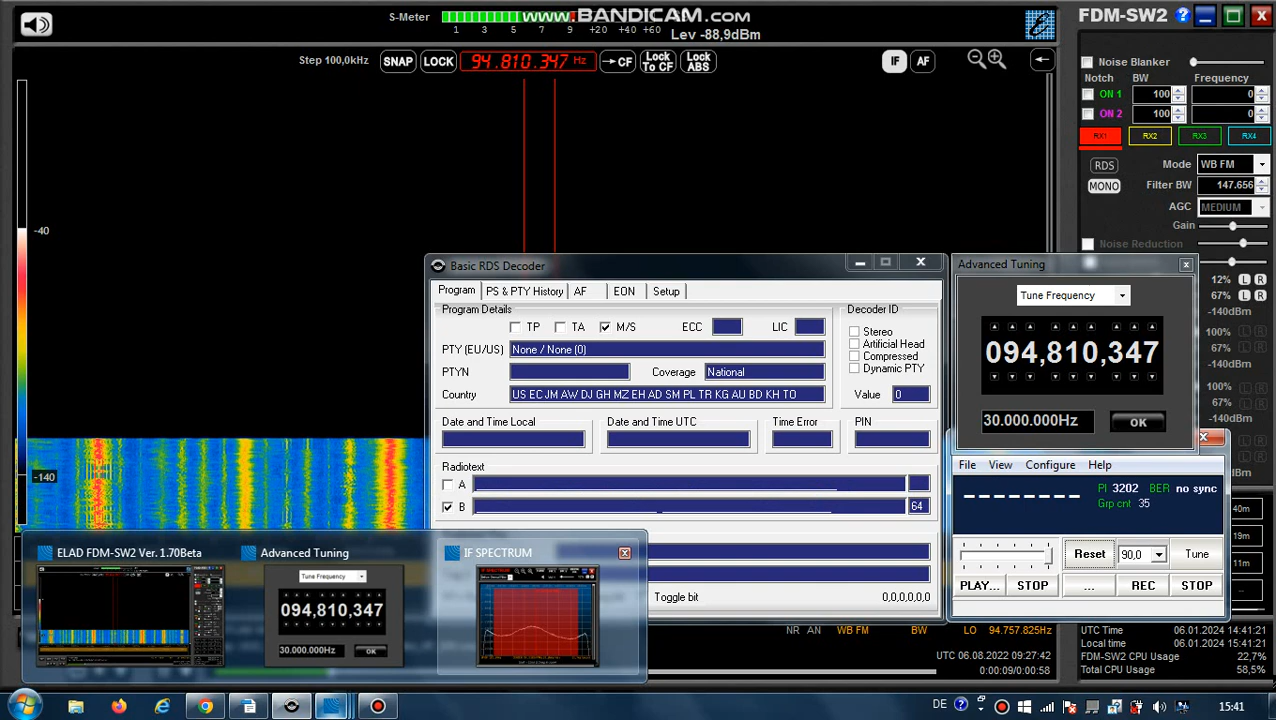 www.BANDICAM.com
S-Meter
1 3 5 7 9 +20 +40 +60
Lev -88,9dBm
FDM-SW2
Step 100,0kHz
SNAP
LOCK
94.810.347 Hz
→CF
Lock To CF
Lock ABS
IF
AF
Noise Blanker
Notch BW Frequency
ON 1 100 0
ON 2 100 0
RX1 RX2 RX3 RX4
RDS Mode WB FM
MONO Filter BW 147.656
AGC MEDIUM
Gain
Noise Reduction
12% L R
67% L R
-140dBm
100%
67%
-140dBm
100%
67%
-140dBm
-40
-140
Basic RDS Decoder
Program PS & PTY History AF EON Setup
Program Details
TP TA M/S ECC LIC
PTY (EU/US) None / None (0)
PTYN Coverage National
Country US EC JM AW DJ GH MZ EH AD SM PL TR KG AU BD KH TO
Decoder ID
Stereo
Artificial Head
Compressed
Dynamic PTY
Value 0
Date and Time Local Date and Time UTC Time Error PIN
Radiotext
A
B 64
Toggle bit 0,0,0,0,0,0
Advanced Tuning
Tune Frequency
094,810,347
30.000.000Hz OK
File View Configure Help
-------- PI 3202 BER no sync
Grp cnt 35
Reset 90,0 Tune
PLAY... STOP ... REC STOP
40m
19m
11m
ELAD FDM-SW2 Ver. 1.70Beta
Advanced Tuning
Tune Frequency
094,810,347
30.000.000Hz OK
IF SPECTRUM
NR AN WB FM BW LO 94.757.825Hz
UTC 06.08.2022 09:27:42
0:00:09/0:00:58
UTC Time 06.01.2024 14:41:21
Local time 06.01.2024 14:41:21
FDM-SW2 CPU Usage 22,7%
Total CPU Usage 58,5%
DE 15:41